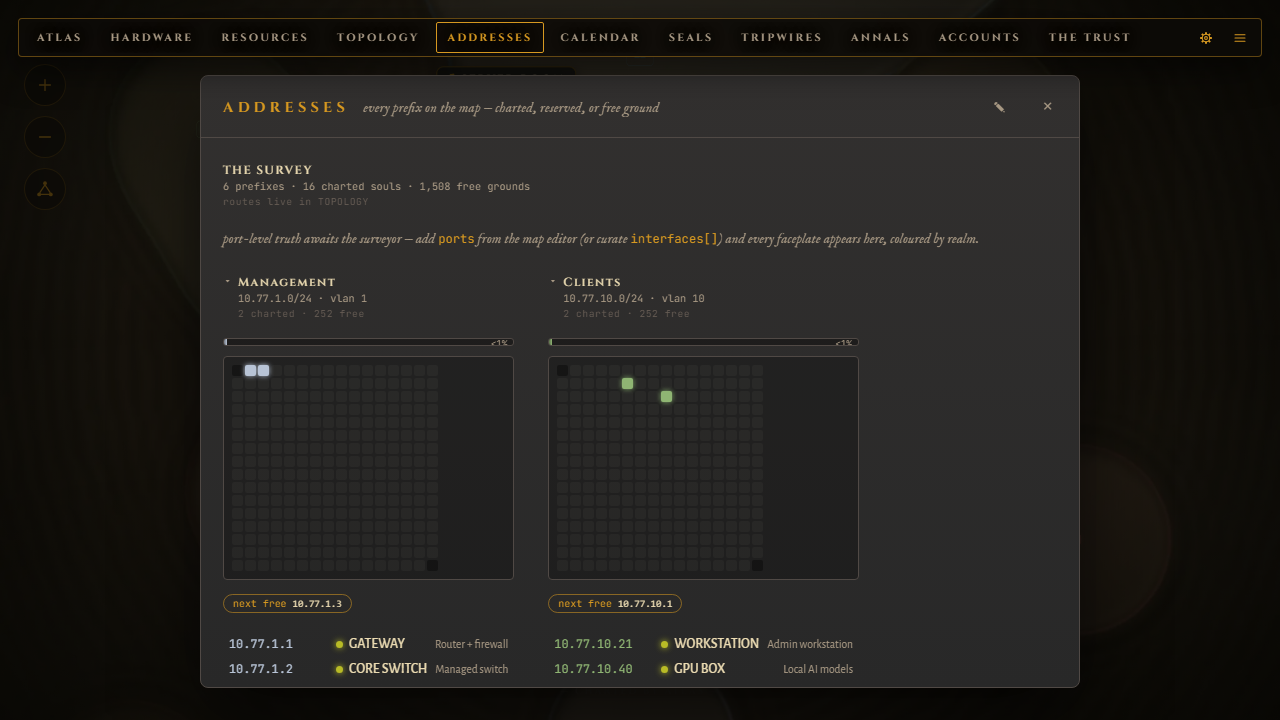 ATLAS HARDWARE RESOURCES TOPOLOGY ADDRESSES CALENDAR SEALS TRIPWIRES ANNALS ACCOUNTS THE TRUST
ADDRESSES every prefix on the map — charted, reserved, or free ground
THE SURVEY
6 prefixes · 16 charted souls · 1,508 free grounds
routes live in TOPOLOGY
port-level truth awaits the surveyor — add ports from the map editor (or curate interfaces[]) and every faceplate appears here, coloured by realm.
MANAGEMENT
10.77.1.0/24 · vlan 1
2 charted · 252 free
<1%
next free 10.77.1.3
10.77.1.1 GATEWAY Router + firewall
10.77.1.2 CORE SWITCH Managed switch
CLIENTS
10.77.10.0/24 · vlan 10
2 charted · 252 free
<1%
next free 10.77.10.1
10.77.10.21 WORKSTATION Admin workstation
10.77.10.40 GPU BOX Local AI models